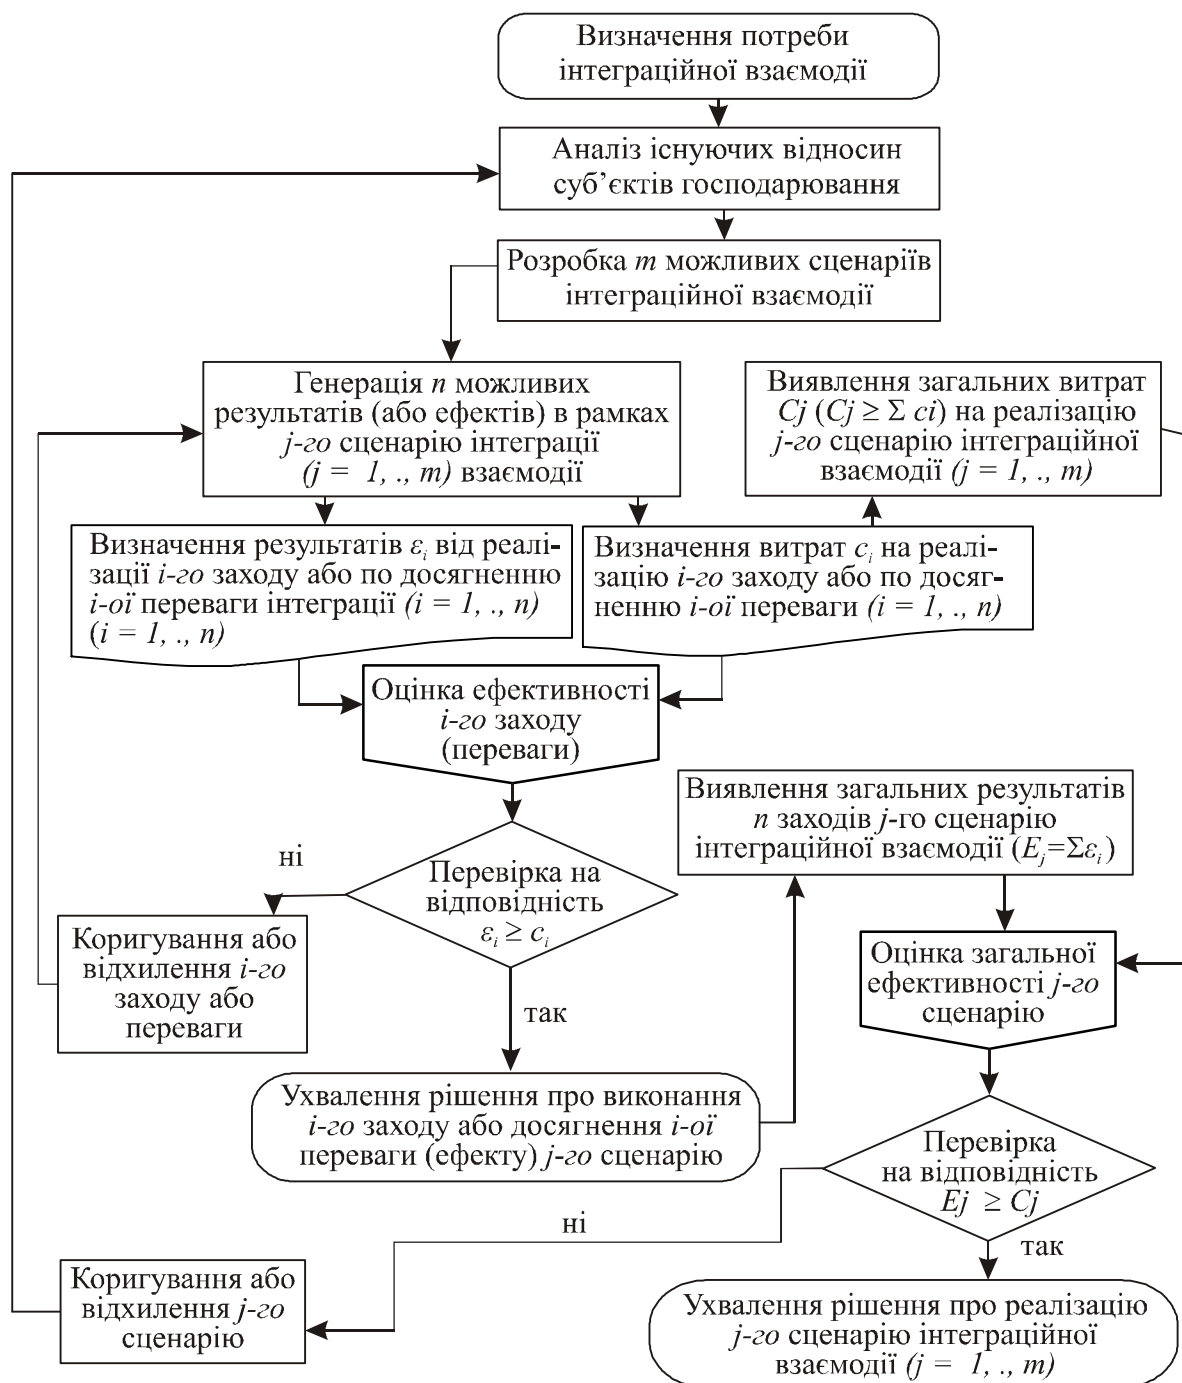 Визначення потреби
інтеграційної взаємодії
Аналіз існуючих відносин
суб’єктів господарювання
Розробка m можливих сценаріїв
інтеграційної взаємодії
Генерація n можливих
результатів (або ефектів) в рамках
j-го сценарію інтеграції
(j = 1, ., m) взаємодії
Виявлення загальних витрат
Cj (Cj ≥ Σ ci) на реалізацію
j-го сценарію інтеграційної
взаємодії (j = 1, ., m)
Визначення результатів εi від реалі-
зації і-го заходу або по досягненню
і-ої переваги інтеграції (i = 1, ., n)
(i = 1, ., n)
Визначення витрат ci на реалі-
зацію і-го заходу або по досяг-
ненню і-ої переваги (i = 1, ., n)
Оцінка ефективності
і-го заходу
(переваги)
Виявлення загальних результатів
n заходів j-го сценарію
інтеграційної взаємодії (Ej=Σεi)
ні
Перевірка на
відповідність
εi ≥ ci
Коригування або
відхилення і-го
заходу або
переваги
Оцінка загальної
ефективності j-го
сценарію
так
Ухвалення рішення про виконання
і-го заходу або досягнення і-ої
переваги (ефекту) j-го сценарію
Перевірка
на відповідність
Ej ≥ Cj
ні
так
Коригування або
відхилення j-го
сценарію
Ухвалення рішення про реалізацію
j-го сценарію інтеграційної
взаємодії (j = 1, ., m)